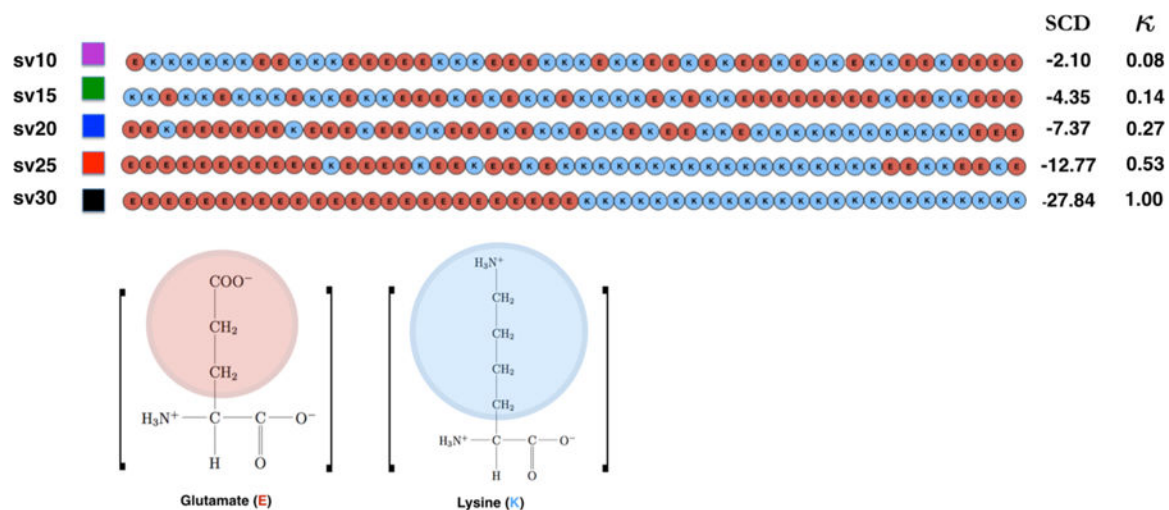 SCD κ
sv10 E K K K K K K E E K K K E E E E E K K K E E E K K K E K K E E K E K E E K E K K E K K E E K E E E E -2.10 0.08
sv15 K K E K K E K K K E K K E K K E E E K E K E K K E K K K K E K E K K E E E E E E E E K E E K K E E E -4.35 0.14
sv20 E E K E E E E E E K E E E K E E K K E E E K E K K E K K E K E E K K E K K K K K K K K K K K K E E E -7.37 0.27
sv25 E E E E E E E E E E E K E E E E K E E K E E K E K K K K K K K K K K K K K K K K K K E E K K E E K E -12.77 0.53
sv30 E E E E E E E E E E E E E E E E E E E E E E E E E K K K K K K K K K K K K K K K K K K K K K K K K K -27.84 1.00
COO⁻
CH₂
CH₂
H₃N⁺ C C O⁻
H O
Glutamate (E)
H₃N⁺
CH₂
CH₂
CH₂
CH₂
H₃N⁺ C C O⁻
H O
Lysine (K)